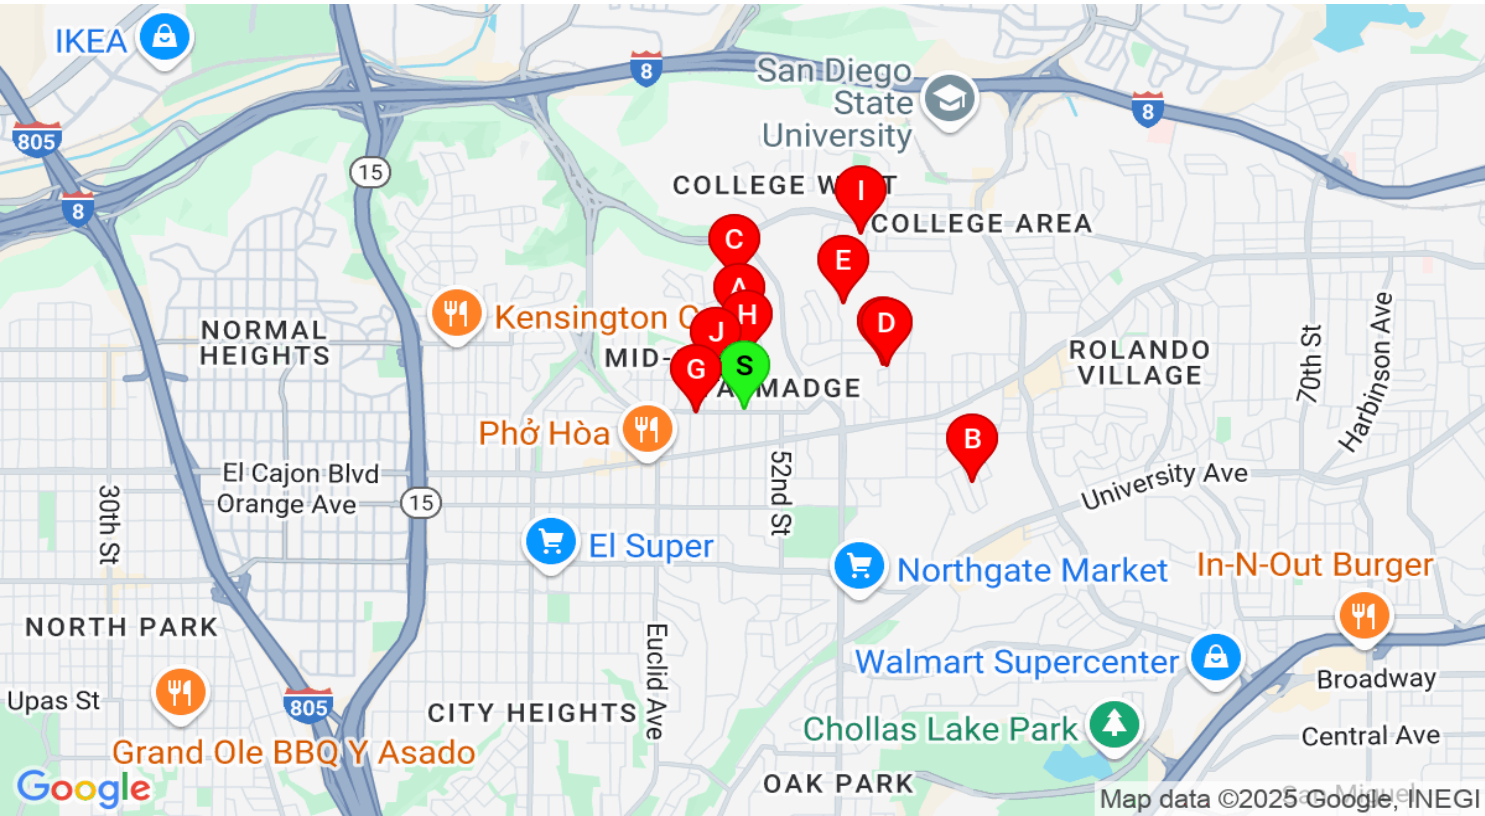 IKEA
8
San Diego
State
University
8
805
15
COLLEGE W T
I
8
C
COLLEGE AREA
E
A
NORMAL
HEIGHTS
Kensington C
H
D
J
MID-
S
G
MADGE
ROLANDO
VILLAGE
70th St
Harbinson Ave
Phở Hòa
B
El Cajon Blvd
Orange Ave
15
30th St
52nd St
University Ave
El Super
Northgate Market
In-N-Out Burger
NORTH PARK
Euclid Ave
Walmart Supercenter
Broadway
Upas St
805
CITY HEIGHTS
Chollas Lake Park
Central Ave
Grand Ole BBQ Y Asado
OAK PARK
Google
Map data ©2025 Google, INEGI